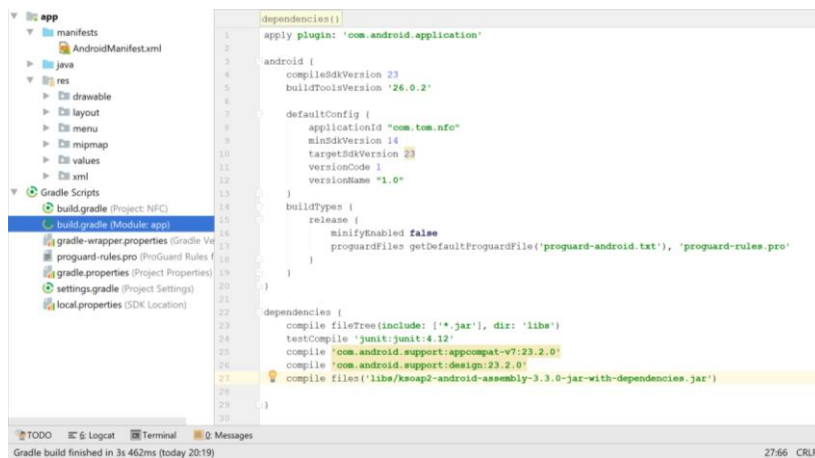 app
manifests
AndroidManifest.xml
java
res
drawable
layout
menu
mipmap
values
xml
Gradle Scripts
build.gradle (Project: NFC)
build.gradle (Module: app)
gradle-wrapper.properties (Gradle Ve
proguard-rules.pro (ProGuard Rules f
gradle.properties (Project Properties)
settings.gradle (Project Settings)
local.properties (SDK Location)
dependencies()
1 apply plugin: 'com.android.application'
2
3 android {
4 compileSdkVersion 23
5 buildToolsVersion '26.0.2'
6
7 defaultConfig {
8 applicationId "com.tom.nfc"
9 minSdkVersion 14
10 targetSdkVersion 23
11 versionCode 1
12 versionName "1.0"
13 }
14 buildTypes {
15 release {
16 minifyEnabled false
17 proguardFiles getDefaultProguardFile('proguard-android.txt'), 'proguard-rules.pro'
18 }
19 }
20 }
21
22 dependencies {
23 compile fileTree(include: ['*.jar'], dir: 'libs')
24 testCompile 'junit:junit:4.12'
25 compile 'com.android.support:appcompat-v7:23.2.0'
26 compile 'com.android.support:design:23.2.0'
27 compile files('libs/ksoap2-android-assembly-3.3.0-jar-with-dependencies.jar')
28
29 }
30
TODO 6: Logcat Terminal 0: Messages
Gradle build finished in 3s 462ms (today 20:19) 27:66 CRLF